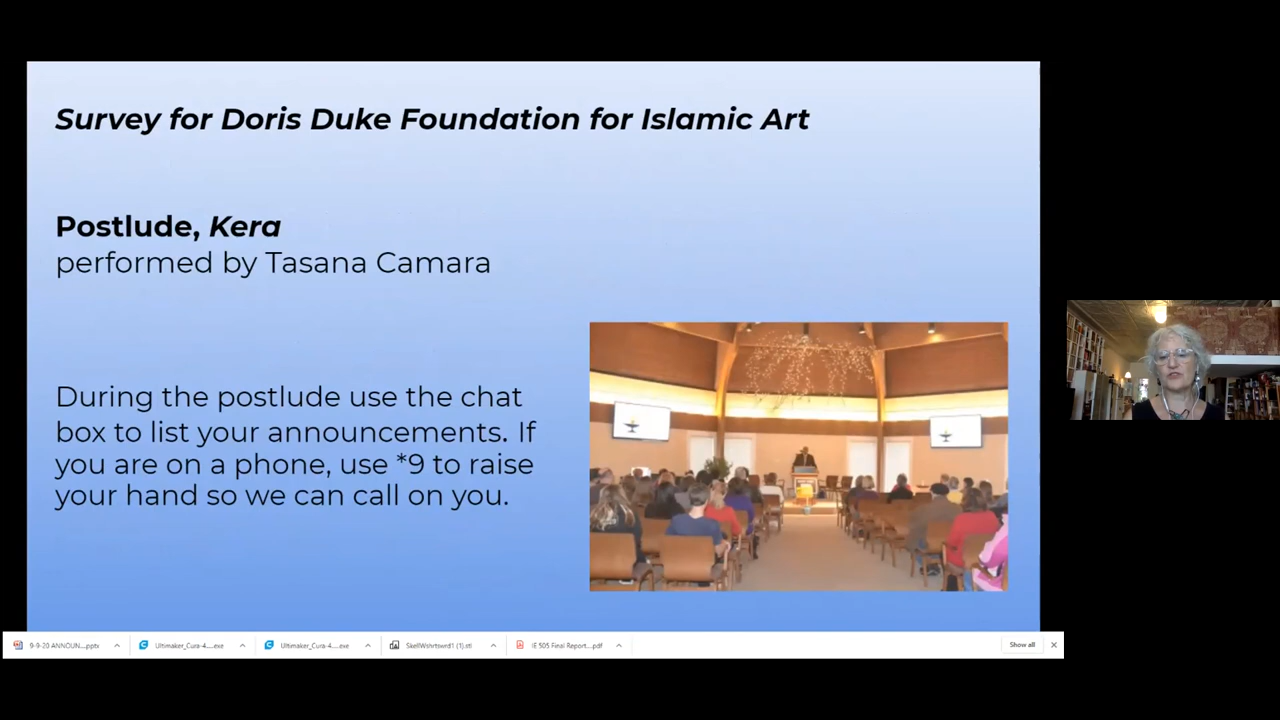 Survey for Doris Duke Foundation for Islamic Art
Postlude, Kera
performed by Tasana Camara
During the postlude use the chat
box to list your announcements. If
you are on a phone, use *9 to raise
your hand so we can call on you.
9-9-20 ANNOUN....pptx
Ultimaker_Cura-4....exe
Ultimaker_Cura-4....exe
SkellWshrtswrd1 (1).stl
IE 505 Final Report....pdf
Show all